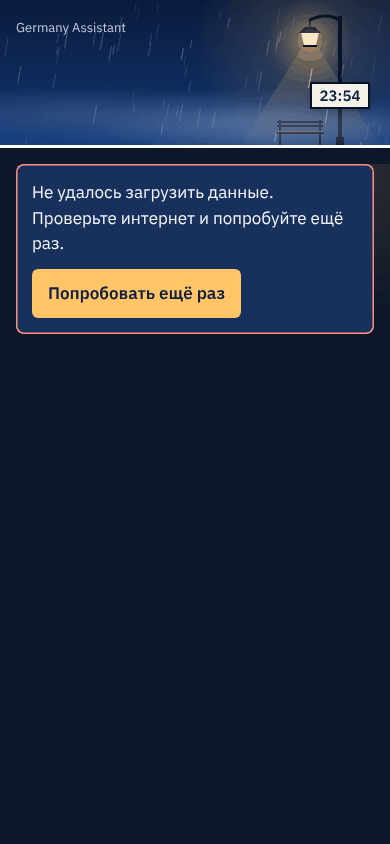 Germany Assistant
23:54
Не удалось загрузить данные.
Проверьте интернет и попробуйте ещё
раз.
Попробовать ещё раз